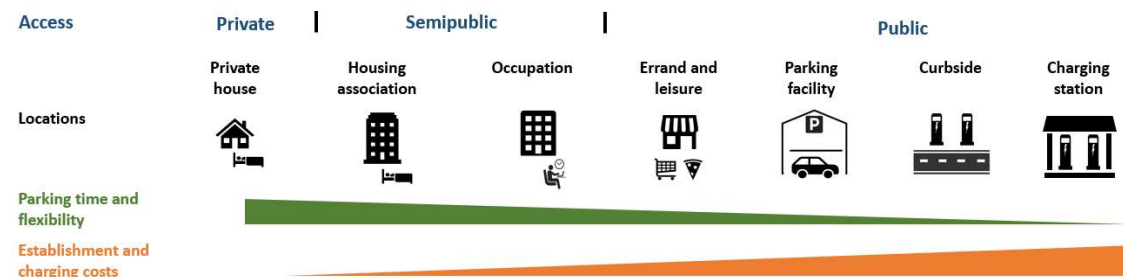 Access
Private
Semipublic
Public
Private
house
Housing
association
Occupation
Errand and
leisure
Parking
facility
Curbside
Charging
station
Locations
P
Parking time and
flexibility
Establishment and
charging costs